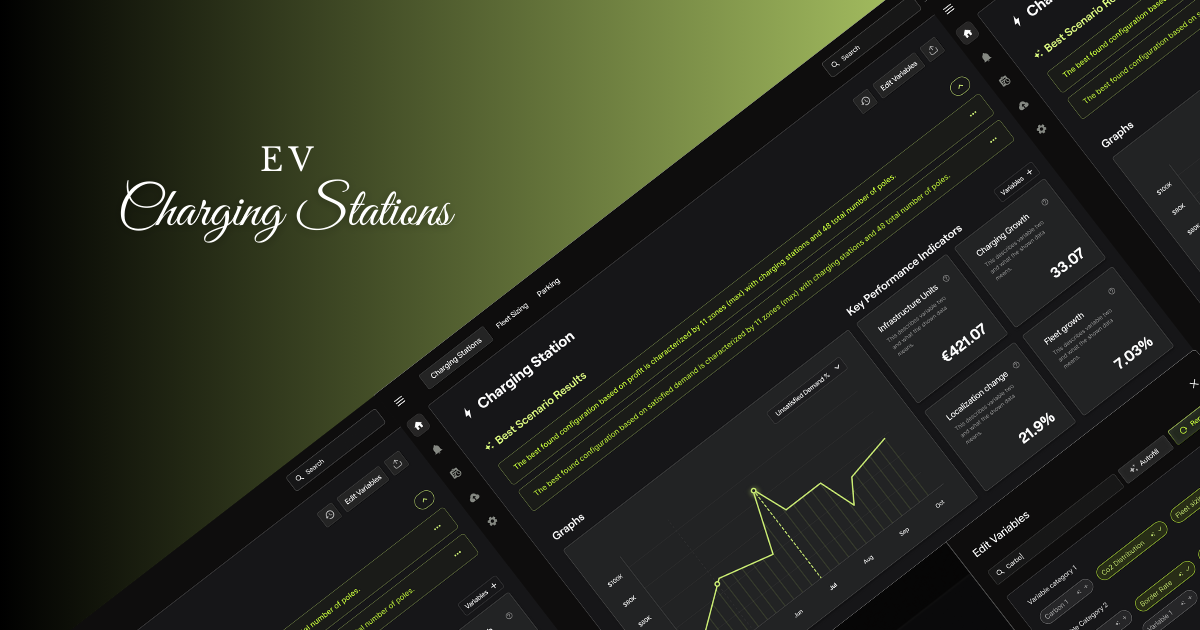 EV
Charging Stations
Search
Edit Variables
Charging Stations
Fleet Sizing
Parking
Charging Station
Best Scenario Results
The best found configuration based on profit is characterized by 11 zones (max) with charging stations and 48 total number of poles.
The best found configuration based on satisfied demand is characterized by 11 zones (max) with charging stations and 48 total number of poles.
Variables +
Graphs
Unsatisfied Demand %
$100K
$90K
$80K
Jun
Jul
Aug
Sep
Oct
Key Performance Indicators
Infrastructure Units
This describes variable two and what the shown data means.
€421.07
Charging Growth
This describes variable two and what the shown data means.
33.07
Localization change
This describes variable two and what the shown data means.
21.9%
Fleet growth
This describes variable two and what the shown data means.
7.03%
Search
Edit Variables
number of poles.
number of poles.
Variables +
Best Scenario
The best found configuration based
The best found configuration based on
Graphs
$100K
$90K
$80K
Autofill
Edit Variables
Carbo
Variable category 1
Carbon 1
Co2 Distribution
Category 2
Border Rate
Variable 1